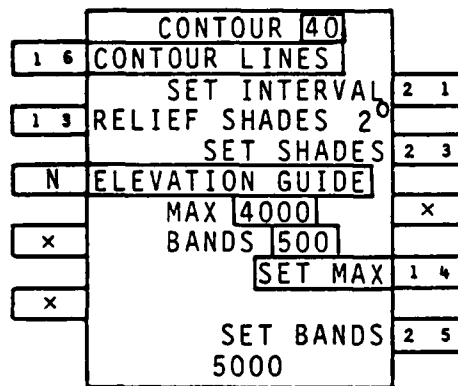 CONTOUR 40
1 6 CONTOUR LINES
SET INTERVAL 2 1
1 3 RELIEF SHADES 2°
SET SHADES 2 3
N ELEVATION GUIDE
MAX 4000 ×
× BANDS 500
SET MAX 1 4
×
SET BANDS 2 5
5000